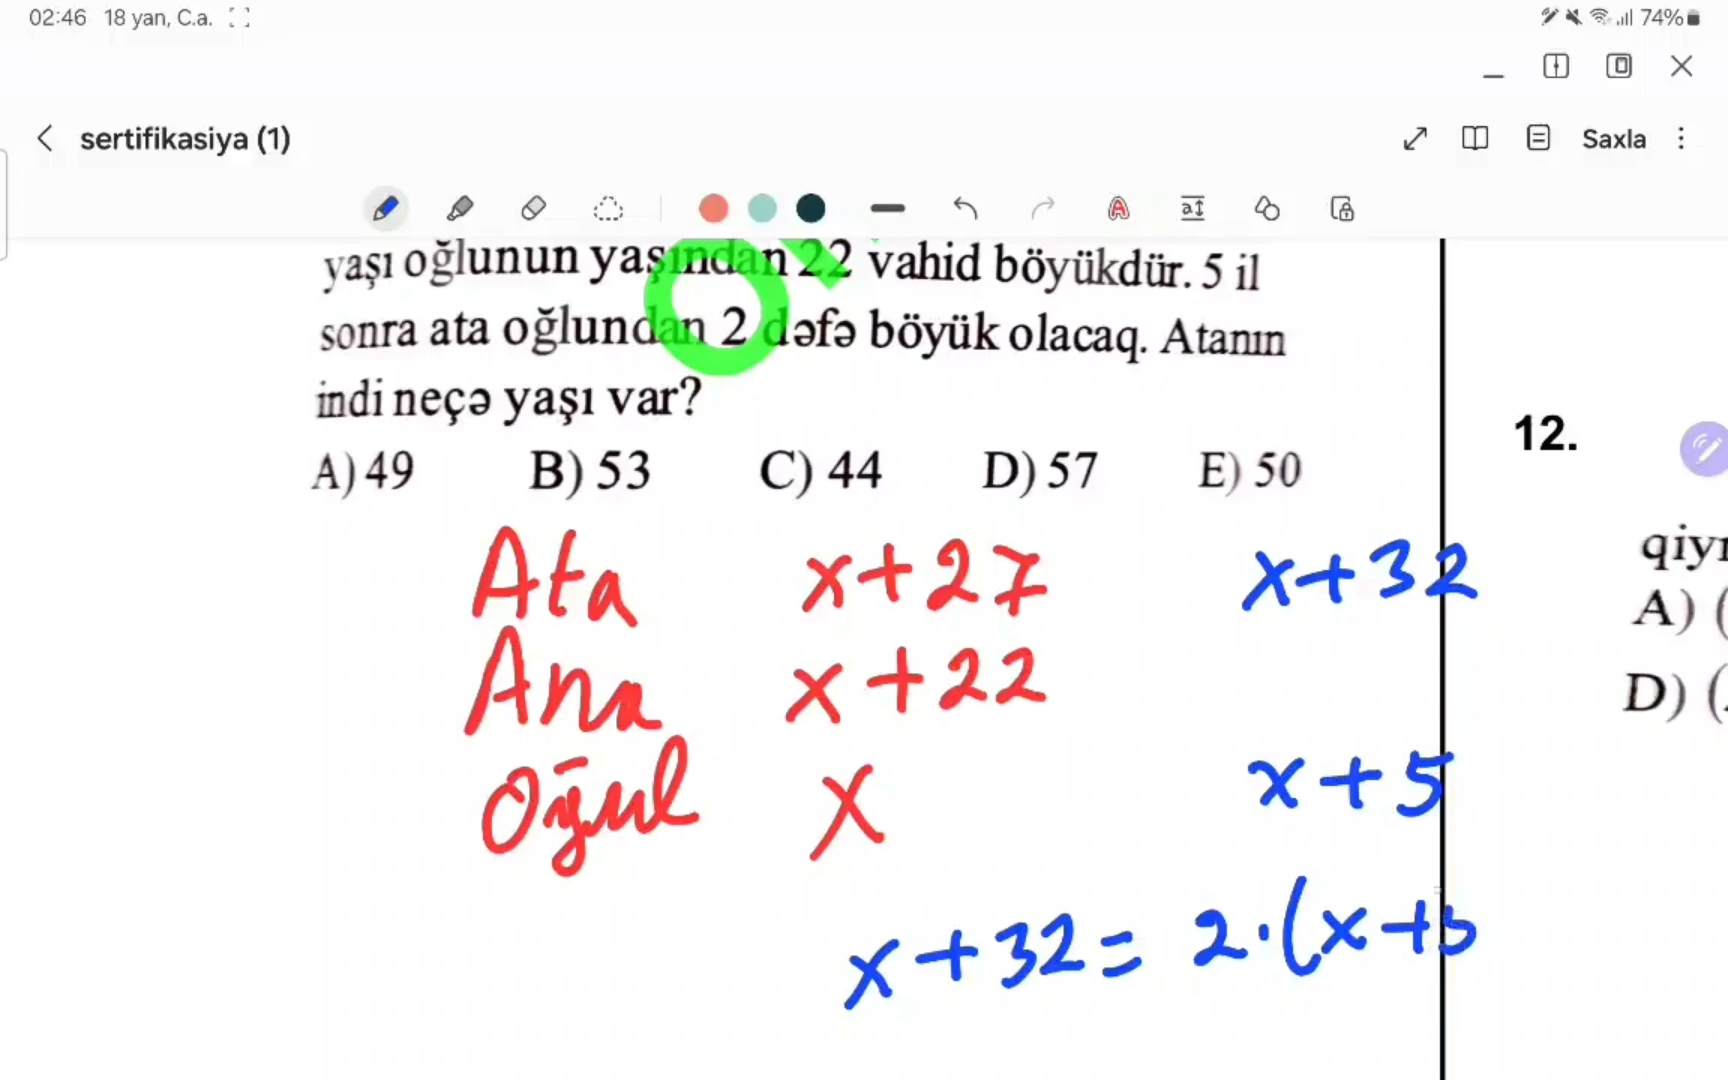 02:46 18 yan, C.a. 74%
sertifikasiya (1) Saxla
yaşı oğlunun yaşından 22 vahid böyükdür. 5 il
sonra ata oğlundan 2 dəfə böyük olacaq. Atanın
indi neçə yaşı var?
A) 49 B) 53 C) 44 D) 57 E) 50
Ata x+27 x+32
Ana x+22
Oğul x x+5
x+32= 2·(x+5
12.
qiy
A) (
D) (